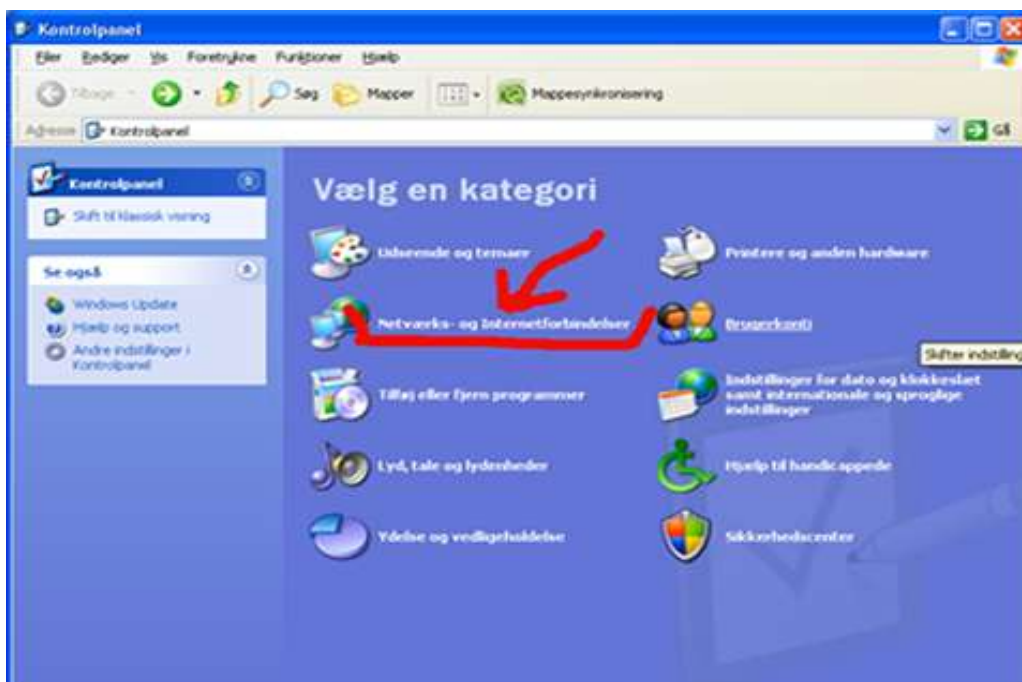 Kontrolpanel
Filer Rediger Vis Foretrukne Funktioner Hjælp
Tilbage Søg Mapper Mappesynkronisering
Adresse Kontrolpanel Gå
Kontrolpanel
Skift til klassisk visning
Se også
Windows Update
Hjælp og support
Andre indstillinger i
Kontrolpanel
Vælg en kategori
Udseende og temaer
Printere og anden hardware
Netværks- og Internetforbindelser
Brugerkonti
Skifter indstilling
Tilføj eller fjern programmer
Indstillinger for dato og klokkeslæt
samt internationale og sproglige
indstillinger
Lyd, tale og lydenheder
Hjælp til handicappede
Ydelse og vedligeholdelse
Sikkerhedscenter